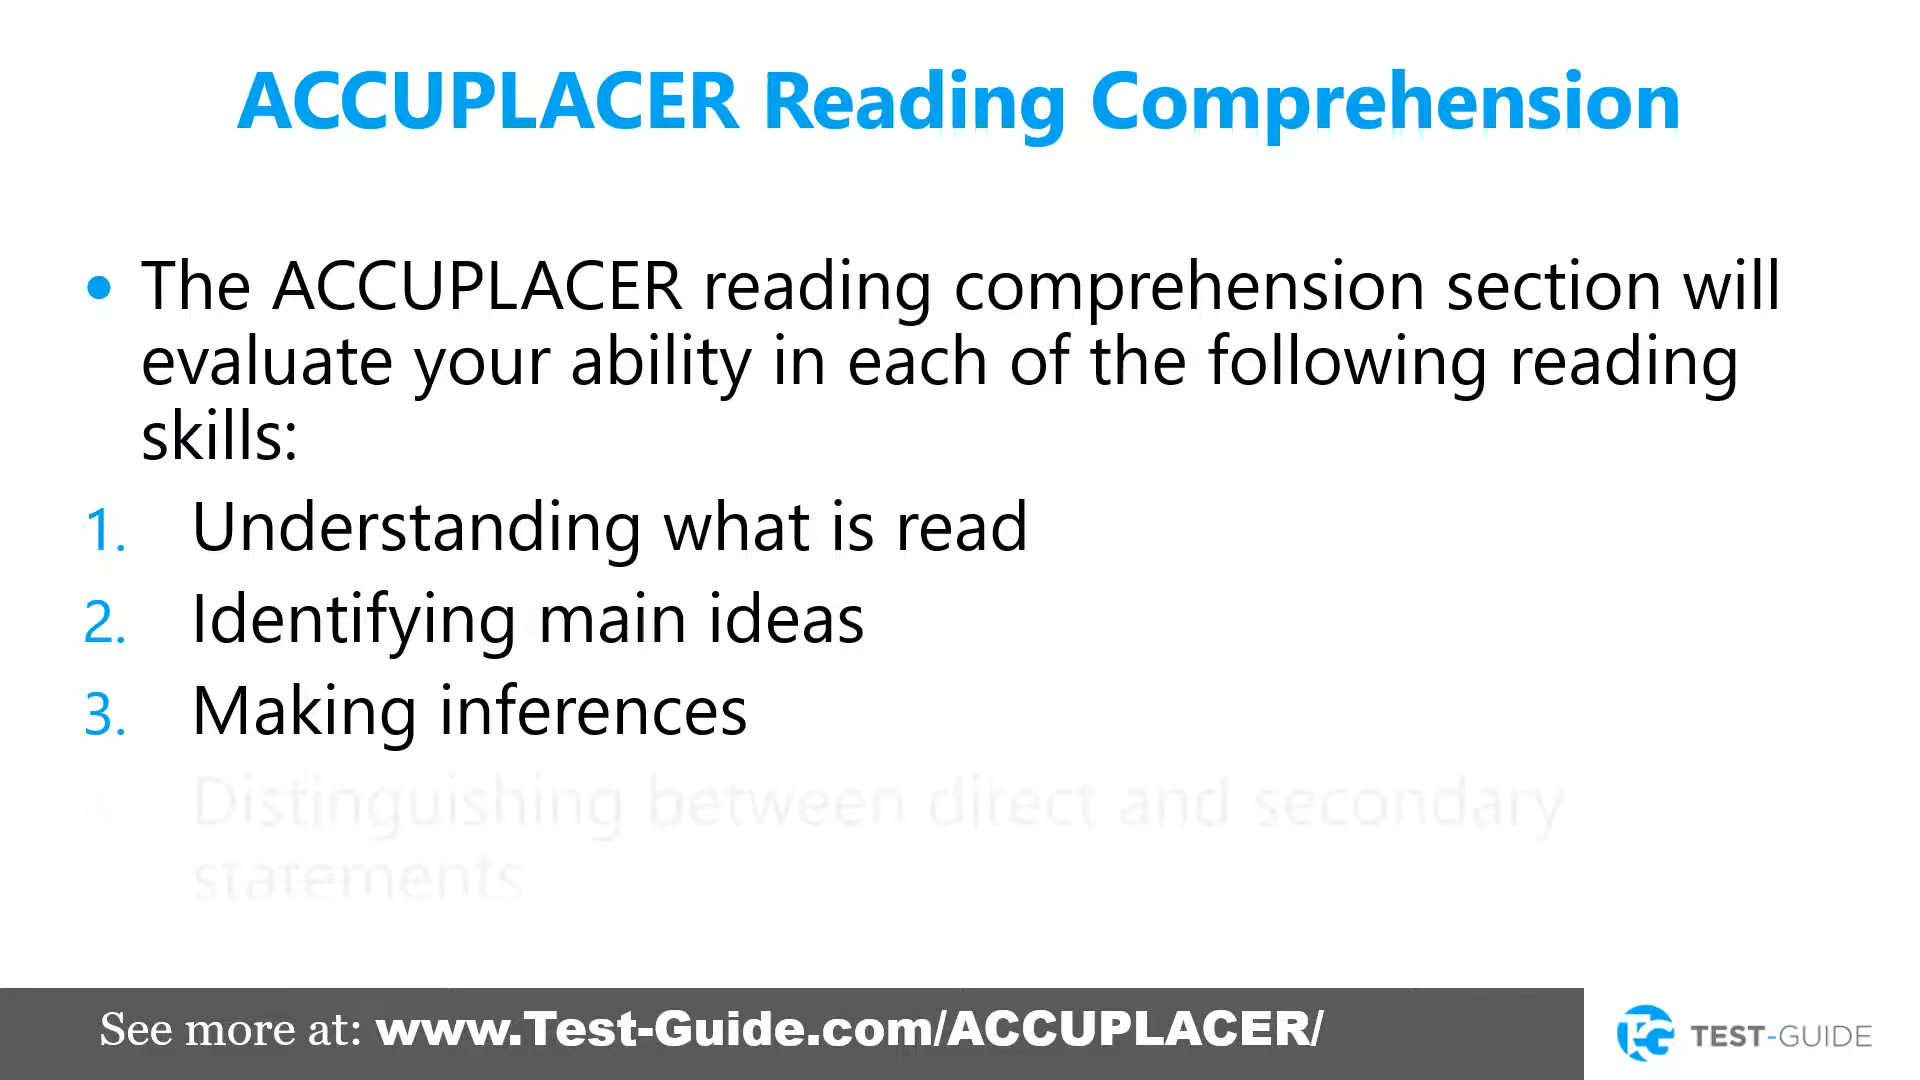 ACCUPLACER Reading Comprehension
• The ACCUPLACER reading comprehension section will
evaluate your ability in each of the following reading
skills:
1. Understanding what is read
2. Identifying main ideas
3. Making inferences
Distinguishing between direct and secondary
statements
See more at: www.Test-Guide.com/ACCUPLACER/
TEST-GUIDE